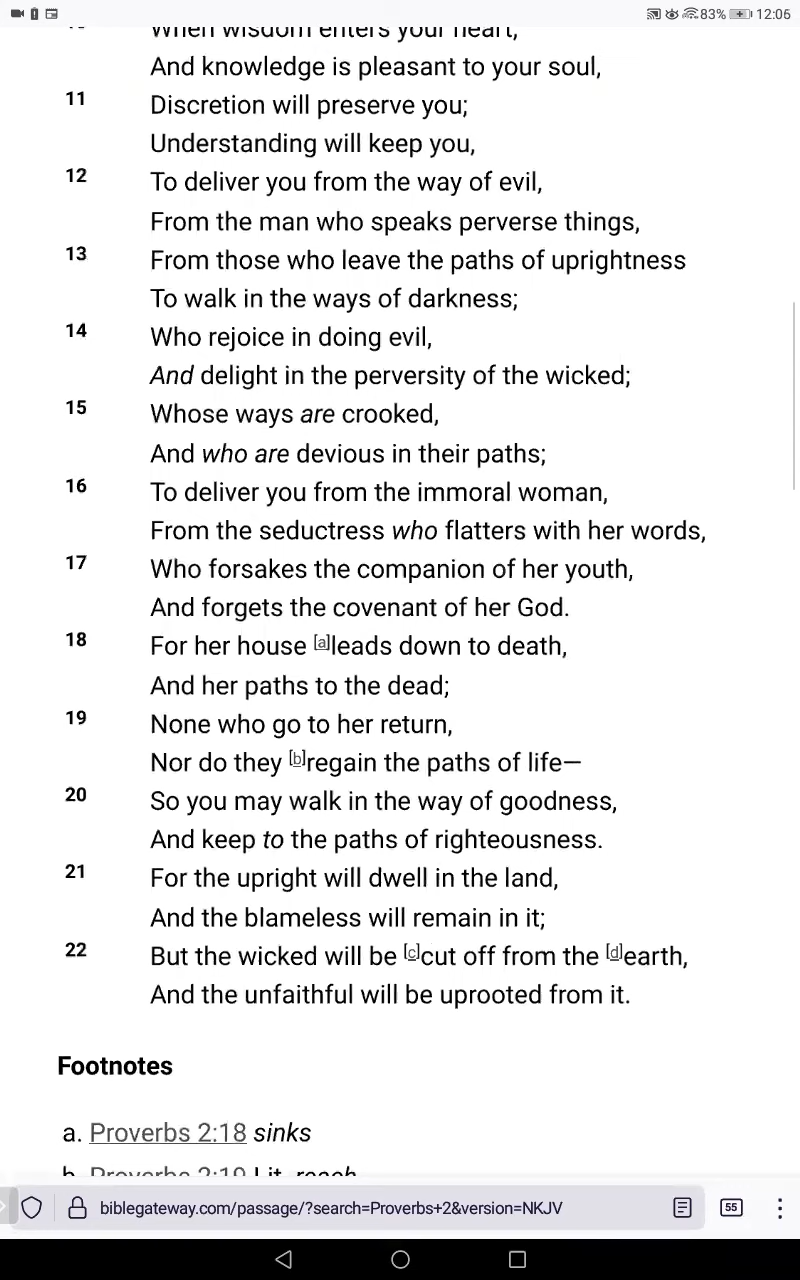 83% 12:06
When wisdom enters your heart,
And knowledge is pleasant to your soul,
11 Discretion will preserve you;
Understanding will keep you,
12 To deliver you from the way of evil,
From the man who speaks perverse things,
13 From those who leave the paths of uprightness
To walk in the ways of darkness;
14 Who rejoice in doing evil,
And delight in the perversity of the wicked;
15 Whose ways are crooked,
And who are devious in their paths;
16 To deliver you from the immoral woman,
From the seductress who flatters with her words,
17 Who forsakes the companion of her youth,
And forgets the covenant of her God.
18 For her house [a]leads down to death,
And her paths to the dead;
19 None who go to her return,
Nor do they [b]regain the paths of life—
20 So you may walk in the way of goodness,
And keep to the paths of righteousness.
21 For the upright will dwell in the land,
And the blameless will remain in it;
22 But the wicked will be [c]cut off from the [d]earth,
And the unfaithful will be uprooted from it.
Footnotes
a. Proverbs 2:18 sinks
b. Proverbs 2:19 Lit. reach
biblegateway.com/passage/?search=Proverbs+2&version=NKJV 55